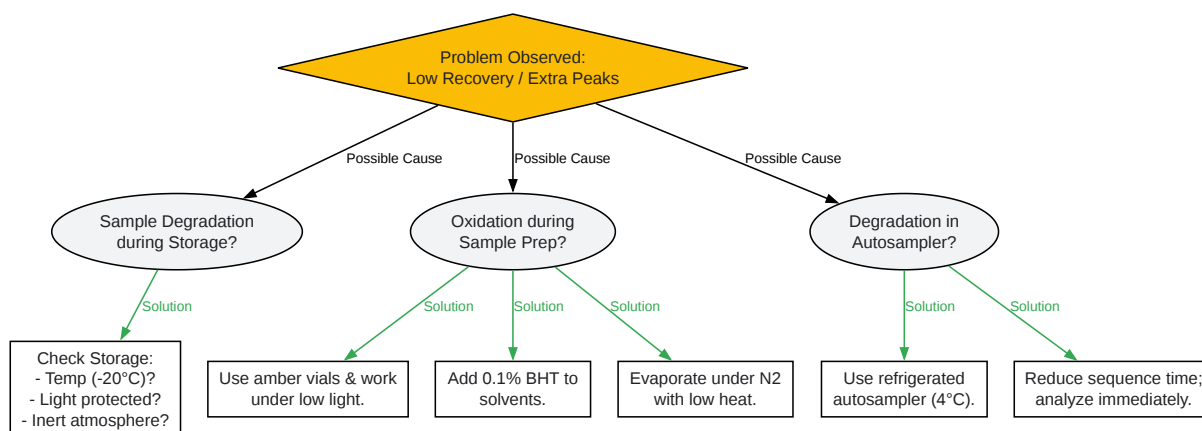 Problem Observed:
Low Recovery / Extra Peaks
Possible Cause
Possible Cause
Possible Cause
Sample Degradation
during Storage?
Oxidation during
Sample Prep?
Degradation in
Autosampler?
Solution
Solution
Solution
Solution
Solution
Solution
Check Storage:
- Temp (-20°C)?
- Light protected?
- Inert atmosphere?
Use amber vials & work
under low light.
Add 0.1% BHT to
solvents.
Evaporate under N2
with low heat.
Use refrigerated
autosampler (4°C).
Reduce sequence time;
analyze immediately.